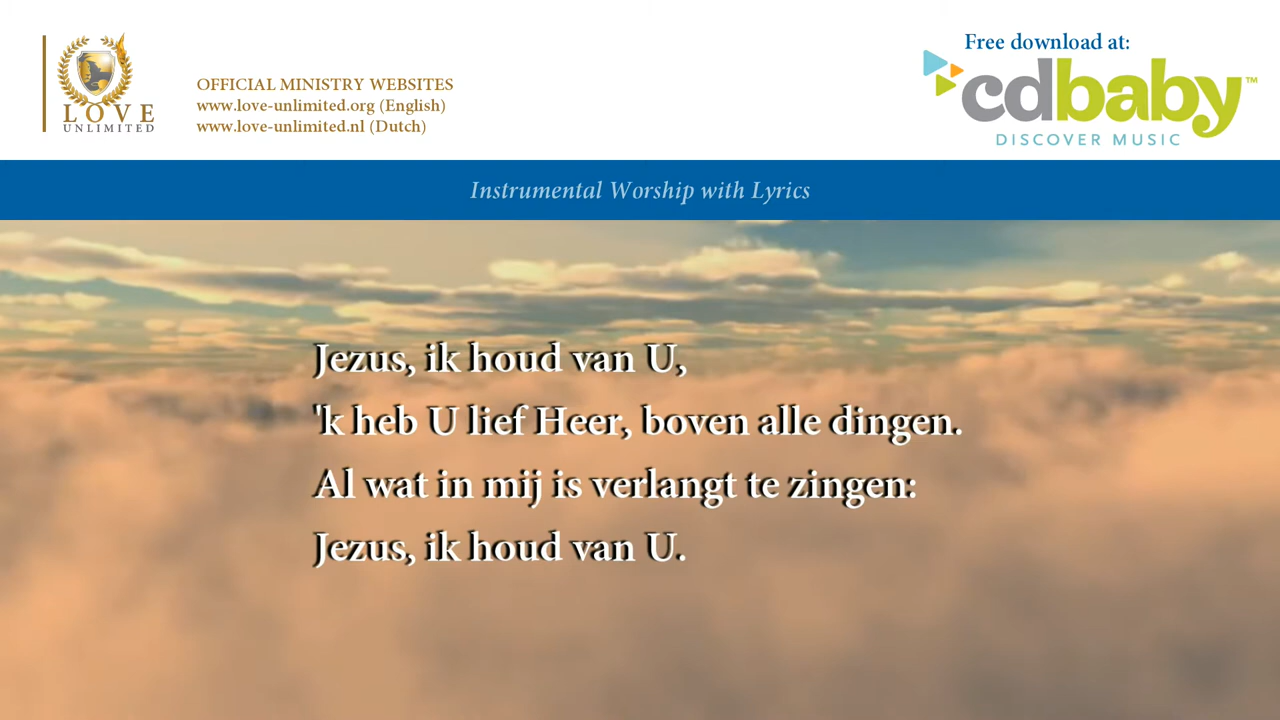 LOVE
UNLIMITED
OFFICIAL MINISTRY WEBSITES
www.love-unlimited.org (English)
www.love-unlimited.nl (Dutch)
Free download at:
cdbaby™
DISCOVER MUSIC
Instrumental Worship with Lyrics
Jezus, ik houd van U,
'k heb U lief Heer, boven alle dingen.
Al wat in mij is verlangt te zingen:
Jezus, ik houd van U.